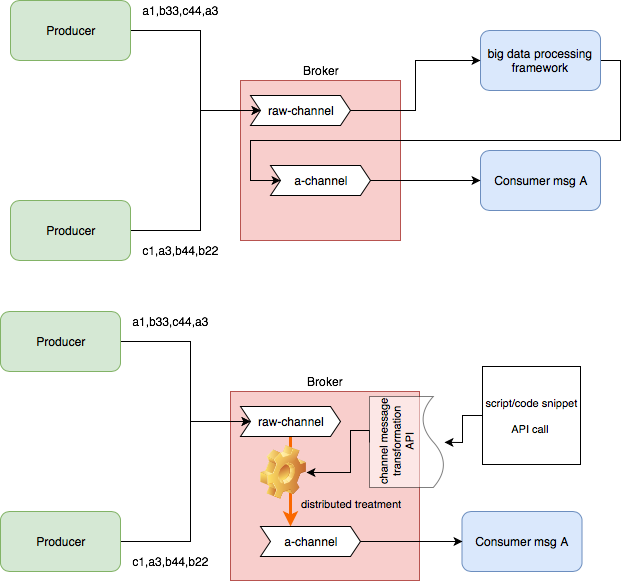 a1,b33,c44,a3
Producer
big data processing
framework
Broker
raw-channel
a-channel
Consumer msg A
Producer
c1,a3,b44,b22
a1,b33,c44,a3
Producer
Broker
script/code snippet
API call
channel message
transformation
API
raw-channel
distributed treatment
a-channel
Consumer msg A
Producer
c1,a3,b44,b22